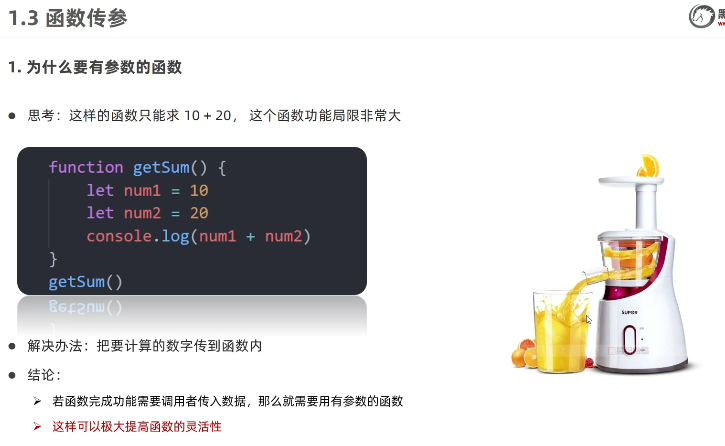 1.3 函数传参
黑
1. 为什么要有参数的函数
思考：这样的函数只能求 10 + 20， 这个函数功能局限非常大
function getSum() {
let num1 = 10
let num2 = 20
console.log(num1 + num2)
}
getSum()
解决办法：把要计算的数字传到函数内
结论：
若函数完成功能需要调用者传入数据，那么就需要用有参数的函数
这样可以极大提高函数的灵活性
SUPOR